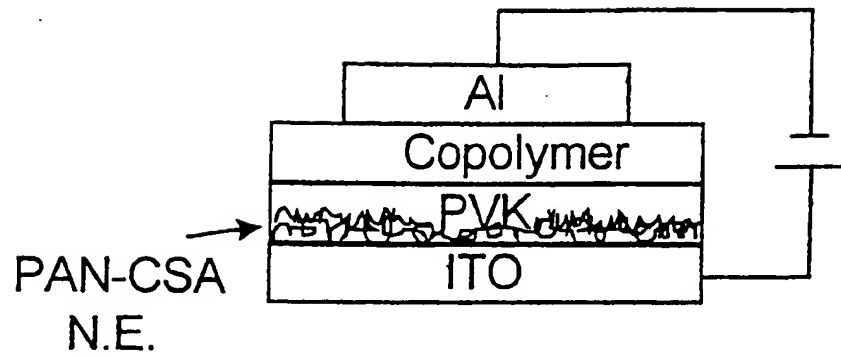 Al
Copolymer
PVK
ITO
PAN-CSA
N.E.